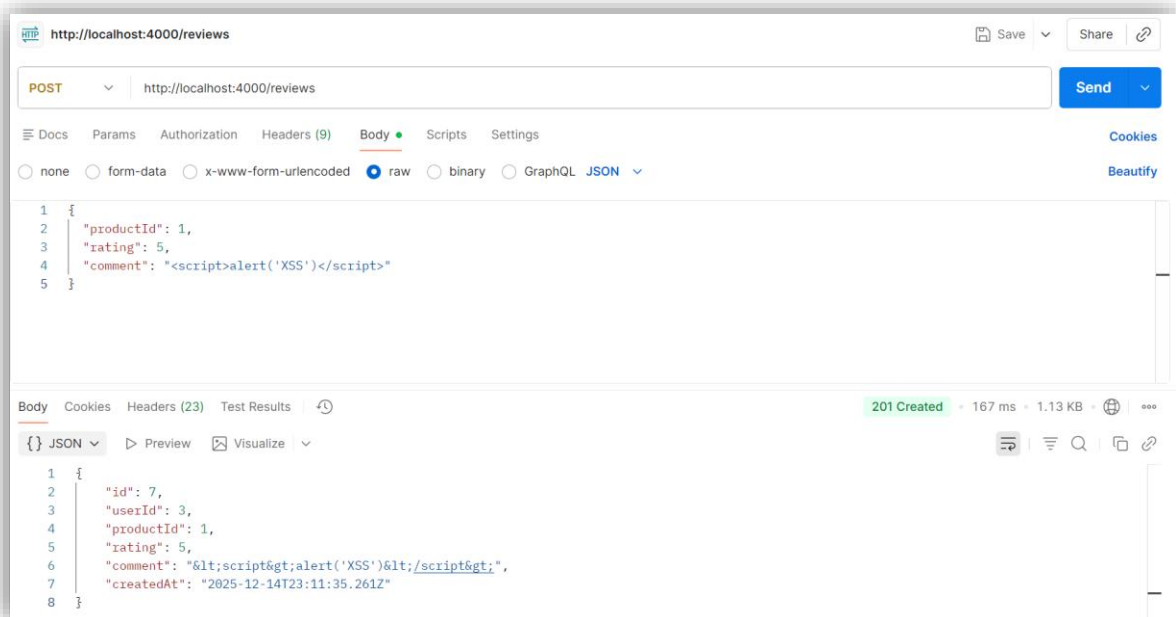 HTTP http://localhost:4000/reviews Save Share
POST http://localhost:4000/reviews Send
Docs Params Authorization Headers (9) Body Scripts Settings Cookies
none form-data x-www-form-urlencoded raw binary GraphQL JSON Beautify
1 {
2 "productId": 1,
3 "rating": 5,
4 "comment": "<script>alert('XSS')</script>"
5 }
Body Cookies Headers (23) Test Results 201 Created • 167 ms • 1.13 KB
{} JSON Preview Visualize
1 {
2 "id": 7,
3 "userId": 3,
4 "productId": 1,
5 "rating": 5,
6 "comment": "&lt;script&gt;alert('XSS')&lt;/script&gt;",
7 "createdAt": "2025-12-14T23:11:35.261Z"
8 }